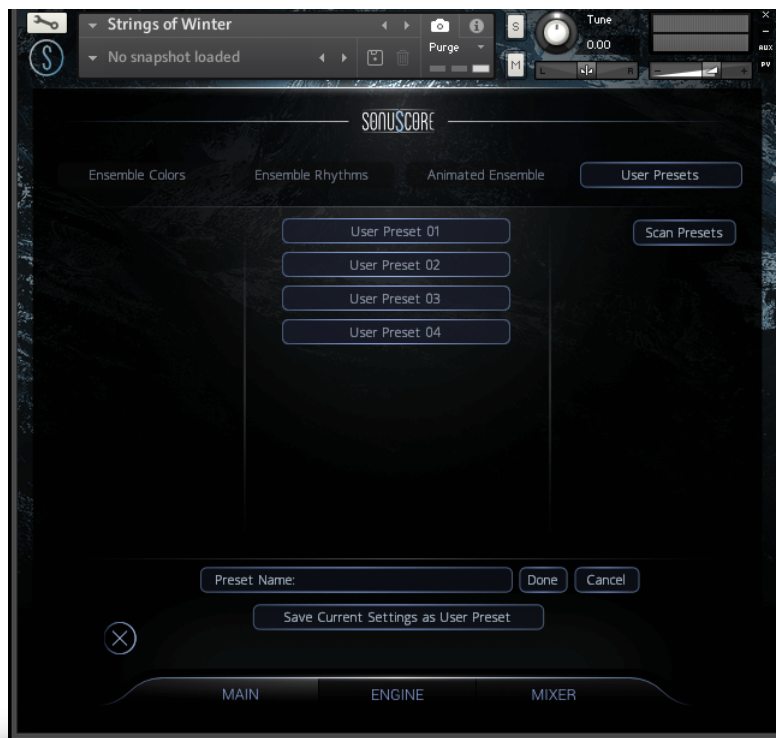 Strings of Winter
No snapshot loaded
Purge
S
M
Tune
0.00
L R
- +
×
-
AUX
PV
S
SONUSCORE
Ensemble Colors
Ensemble Rhythms
Animated Ensemble
User Presets
User Preset 01
User Preset 02
User Preset 03
User Preset 04
Scan Presets
Preset Name:
Done
Cancel
Save Current Settings as User Preset
MAIN
ENGINE
MIXER